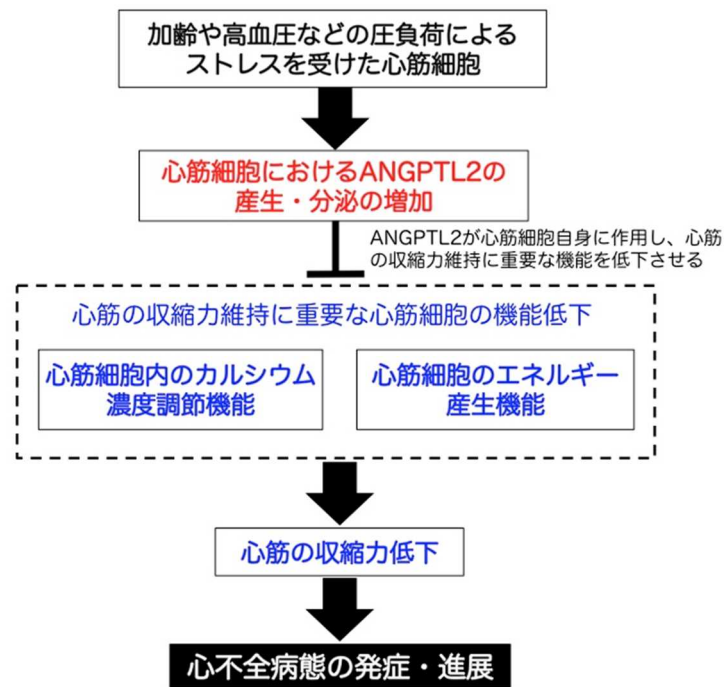 加齢や高血圧などの圧負荷による
ストレスを受けた心筋細胞
心筋細胞におけるANGPTL2の
産生・分泌の増加
ANGPTL2が心筋細胞自身に作用し、心筋
の収縮力維持に重要な機能を低下させる
心筋の収縮力維持に重要な心筋細胞の機能低下
心筋細胞内のカルシウム
濃度調節機能
心筋細胞のエネルギー
産生機能
心筋の収縮力低下
心不全病態の発症・進展